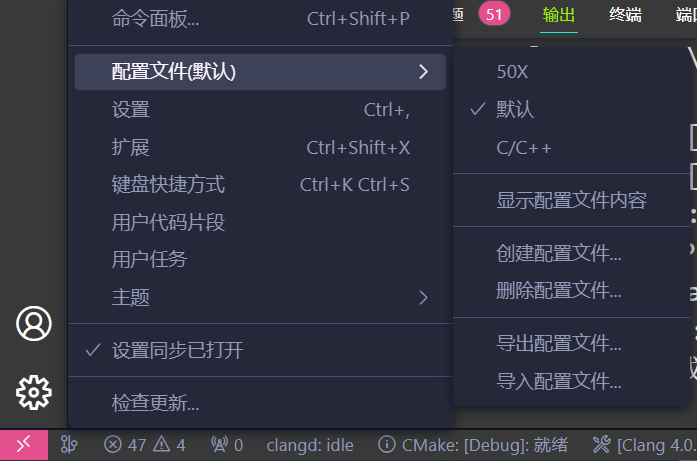 命令面板... Ctrl+Shift+P
配置文件(默认)
设置 Ctrl+,
扩展 Ctrl+Shift+X
键盘快捷方式 Ctrl+K Ctrl+S
用户代码片段
用户任务
主题
设置同步已打开
检查更新...
题 51 输出 终端
50X
默认
C/C++
显示配置文件内容
创建配置文件...
删除配置文件...
导出配置文件...
导入配置文件...
47 4 0 clangd: idle CMake: [Debug]: 就绪 [Clang 4.0.